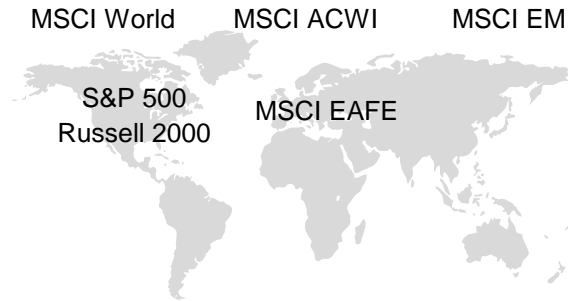 MSCI World
MSCI ACWI
MSCI EM
S&P 500
Russell 2000
MSCI EAFE